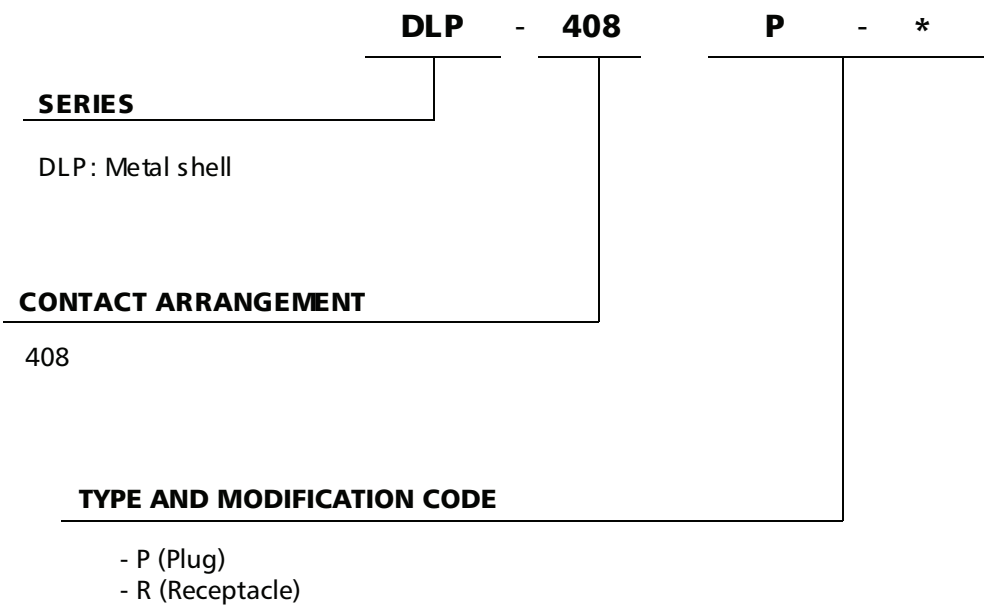 DLP - 408 P - *
SERIES
DLP: Metal shell
CONTACT ARRANGEMENT
408
TYPE AND MODIFICATION CODE
- P (Plug)
- R (Receptacle)